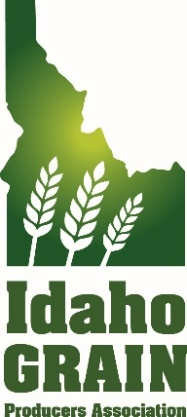 Idaho
GRAIN
Producers Association